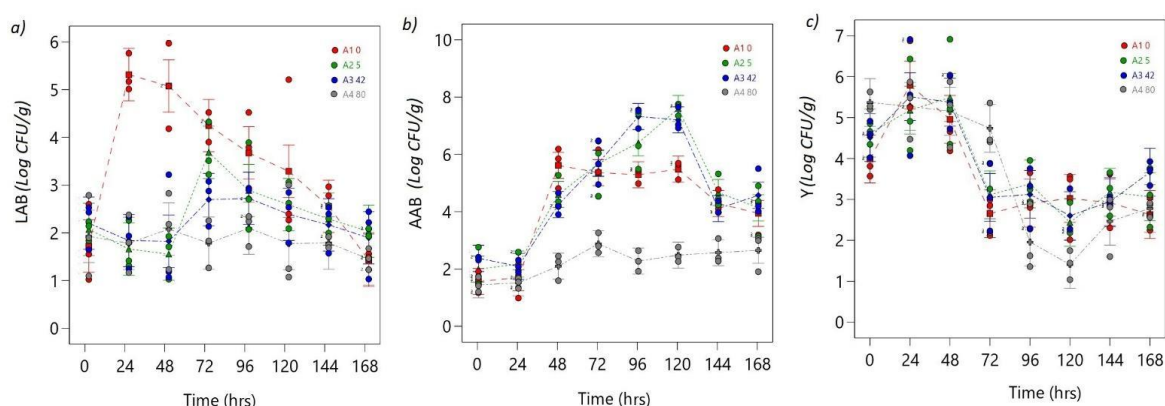 a)
LAB (Log CFU/g)
6
5
4
3
2
1
0
A1 0
A2 5
A3 42
A4 80
0 24 48 72 96 120 144 168
Time (hrs)
b)
AAB (Log CFU/g)
10
8
6
4
2
0
A1 0
A2 5
A3 42
A4 80
0 24 48 72 96 120 144 168
Time (hrs)
c)
Y(Log CFU/g)
7
6
5
4
3
2
1
0
A1 0
A2 5
A3 42
A4 80
0 24 48 72 96 120 144 168
Time (hrs)